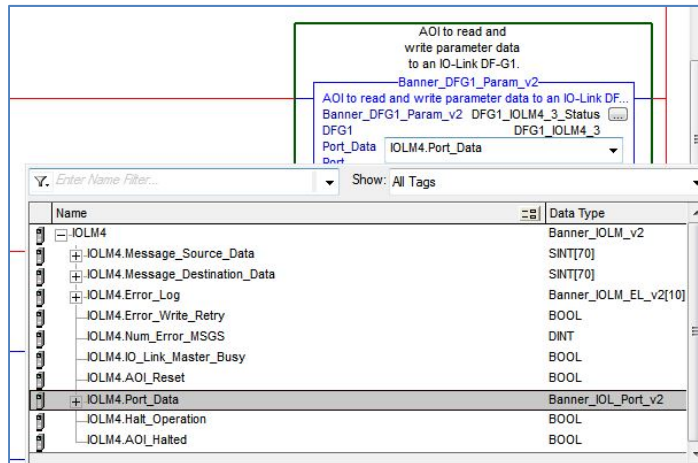 AOI to read and
write parameter data
to an IO-Link DF-G1.
Banner_DFG1_Param_v2
AOI to read and write parameter data to an IO-Link DF...
Banner_DFG1_Param_v2 DFG1_IOLM4_3_Status ...
DFG1 DFG1_IOLM4_3
Port_Data IOLM4.Port_Data
Port
Enter Name Filter... Show: All Tags
Name Data Type
IOLM4 Banner_IOLM_v2
IOLM4.Message_Source_Data SINT[70]
IOLM4.Message_Destination_Data SINT[70]
IOLM4.Error_Log Banner_IOLM_EL_v2[10]
IOLM4.Error_Write_Retry BOOL
IOLM4.Num_Error_MSGS DINT
IOLM4.IO_Link_Master_Busy BOOL
IOLM4.AOI_Reset BOOL
IOLM4.Port_Data Banner_IOL_Port_v2
IOLM4.Halt_Operation BOOL
IOLM4.AOI_Halted BOOL